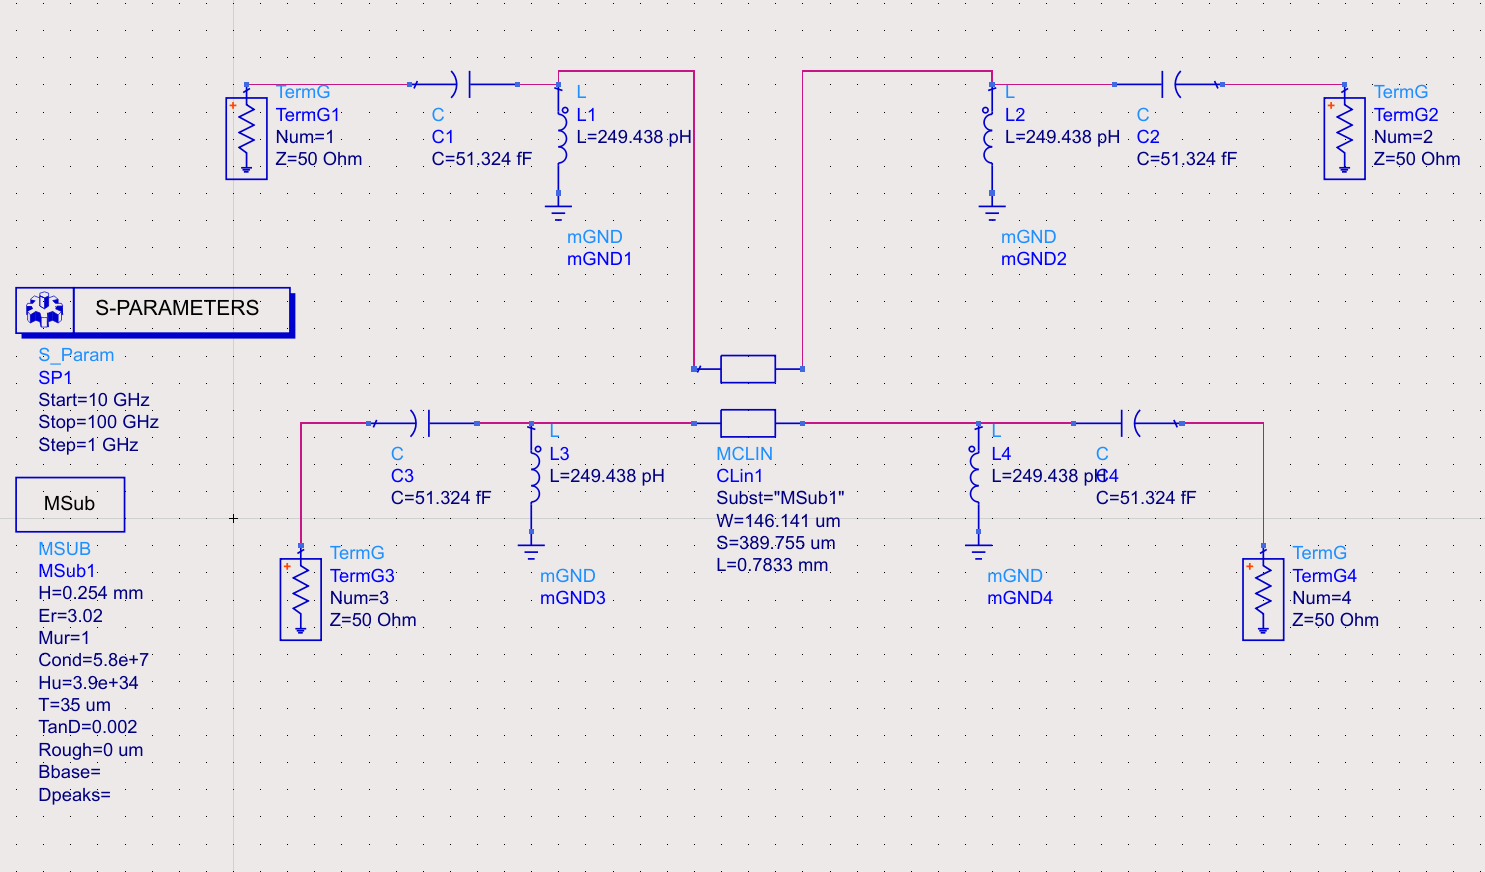 TermG
TermG1
Num=1
Z=50 Ohm
C
C1
C=51.324 fF
L
L1
L=249.438 pH
mGND
mGND1
L
L2
L=249.438 pH
mGND
mGND2
C
C2
C=51.324 fF
TermG
TermG2
Num=2
Z=50 Ohm
S-PARAMETERS
S_Param
SP1
Start=10 GHz
Stop=100 GHz
Step=1 GHz
MSub
MSUB
MSub1
H=0.254 mm
Er=3.02
Mur=1
Cond=5.8e+7
Hu=3.9e+34
T=35 um
TanD=0.002
Rough=0 um
Bbase=
Dpeaks=
C
C3
C=51.324 fF
TermG
TermG3
Num=3
Z=50 Ohm
L
L3
L=249.438 pH
mGND
mGND3
MCLIN
CLin1
Subst="MSub1"
W=146.141 um
S=389.755 um
L=0.7833 mm
L
L4
L=249.438 pH
mGND
mGND4
C
C4
C=51.324 fF
TermG
TermG4
Num=4
Z=50 Ohm